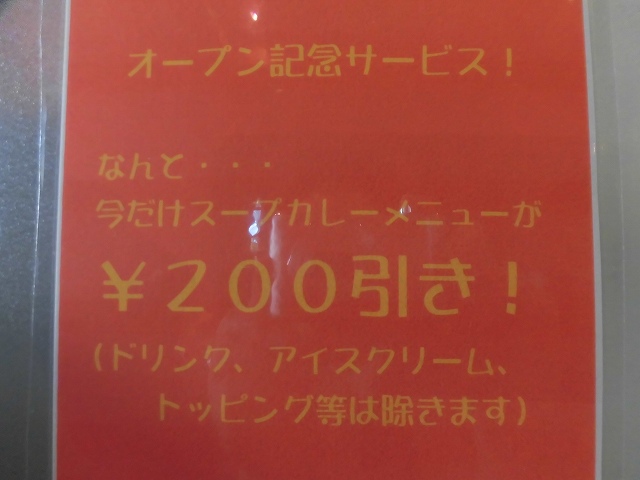 オープン記念サービス！
なんと・・・
今だけスープカレーメニューが
￥２００引き！
（ドリンク、アイスクリーム、
トッピング等は除きます）